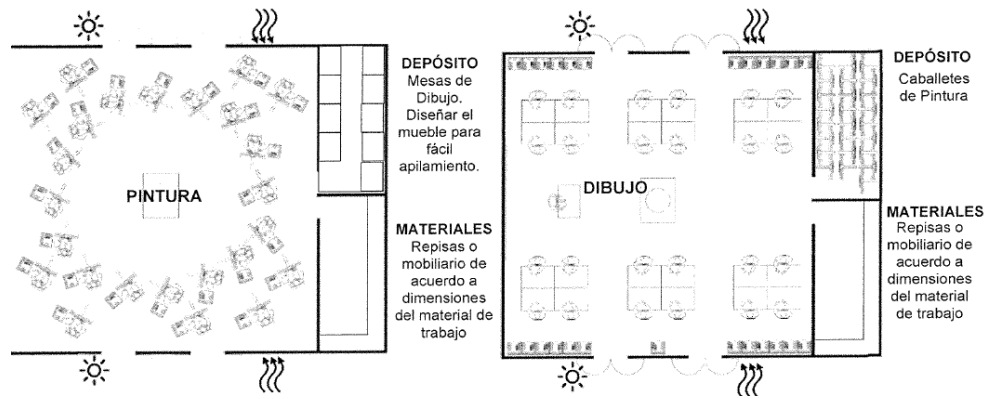 PINTURA
DEPÓSITO
Mesas de
Dibujo.
Diseñar el
mueble para
fácil
apilamiento.
MATERIALES
Repisas o
mobiliario de
acuerdo a
dimensiones
del material de
trabajo
DIBUJO
DEPÓSITO
Caballetes
de Pintura
MATERIALES
Repisas o
mobiliario de
acuerdo a
dimensiones
del material
de trabajo